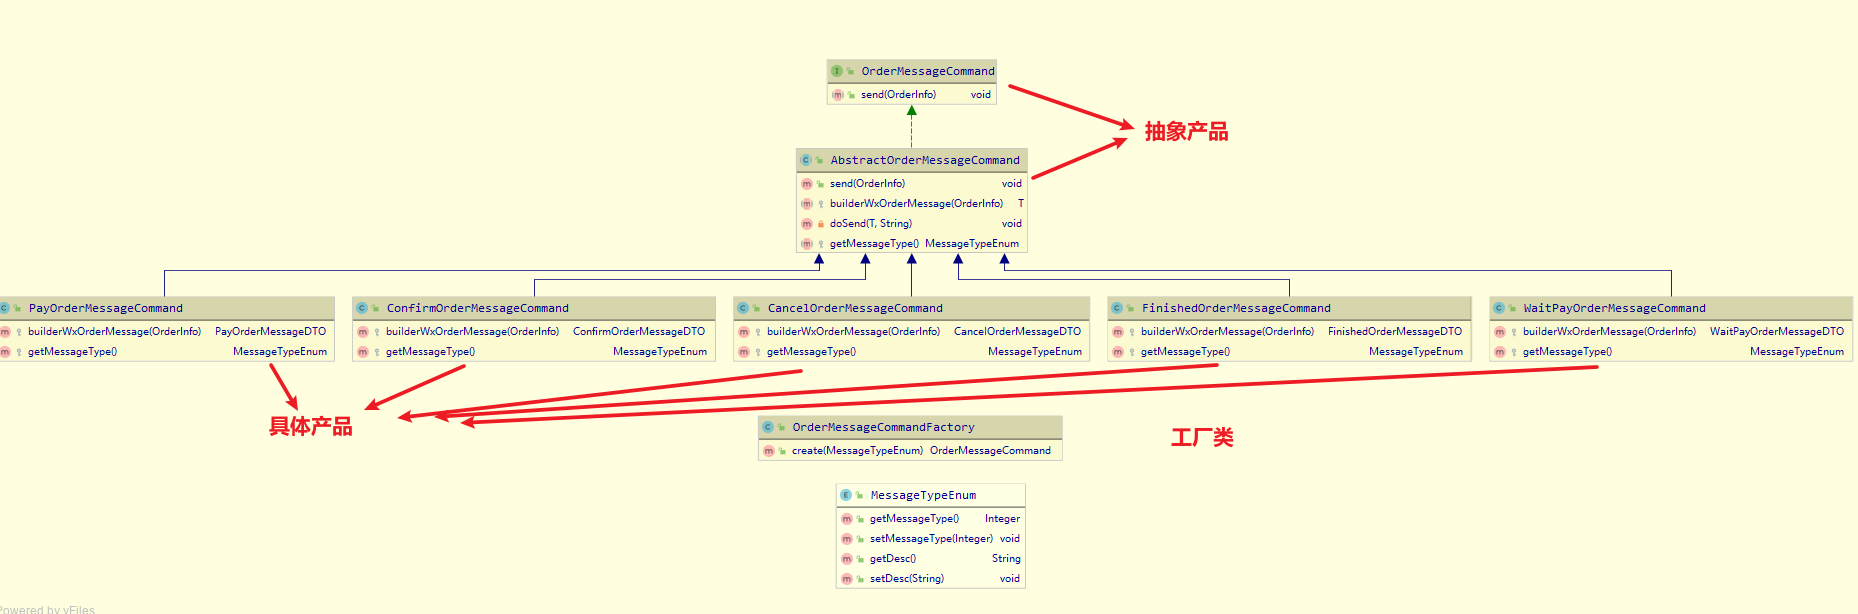 OrderMessageCommand
send(OrderInfo) void
抽象产品
AbstractOrderMessageCommand
send(OrderInfo) void
builderWxOrderMessage(OrderInfo) T
doSend(T, String) void
getMessageType() MessageTypeEnum
PayOrderMessageCommand
builderWxOrderMessage(OrderInfo) PayOrderMessageDTO
getMessageType() MessageTypeEnum
ConfirmOrderMessageCommand
builderWxOrderMessage(OrderInfo) ConfirmOrderMessageDTO
getMessageType() MessageTypeEnum
CancelOrderMessageCommand
builderWxOrderMessage(OrderInfo) CancelOrderMessageDTO
getMessageType() MessageTypeEnum
FinishedOrderMessageCommand
builderWxOrderMessage(OrderInfo) FinishedOrderMessageDTO
getMessageType() MessageTypeEnum
WaitPayOrderMessageCommand
builderWxOrderMessage(OrderInfo) WaitPayOrderMessageDTO
getMessageType() MessageTypeEnum
具体产品
OrderMessageCommandFactory
create(MessageTypeEnum) OrderMessageCommand
工厂类
MessageTypeEnum
getMessageType() Integer
setMessageType(Integer) void
getDesc() String
setDesc(String) void
Powered by yFiles